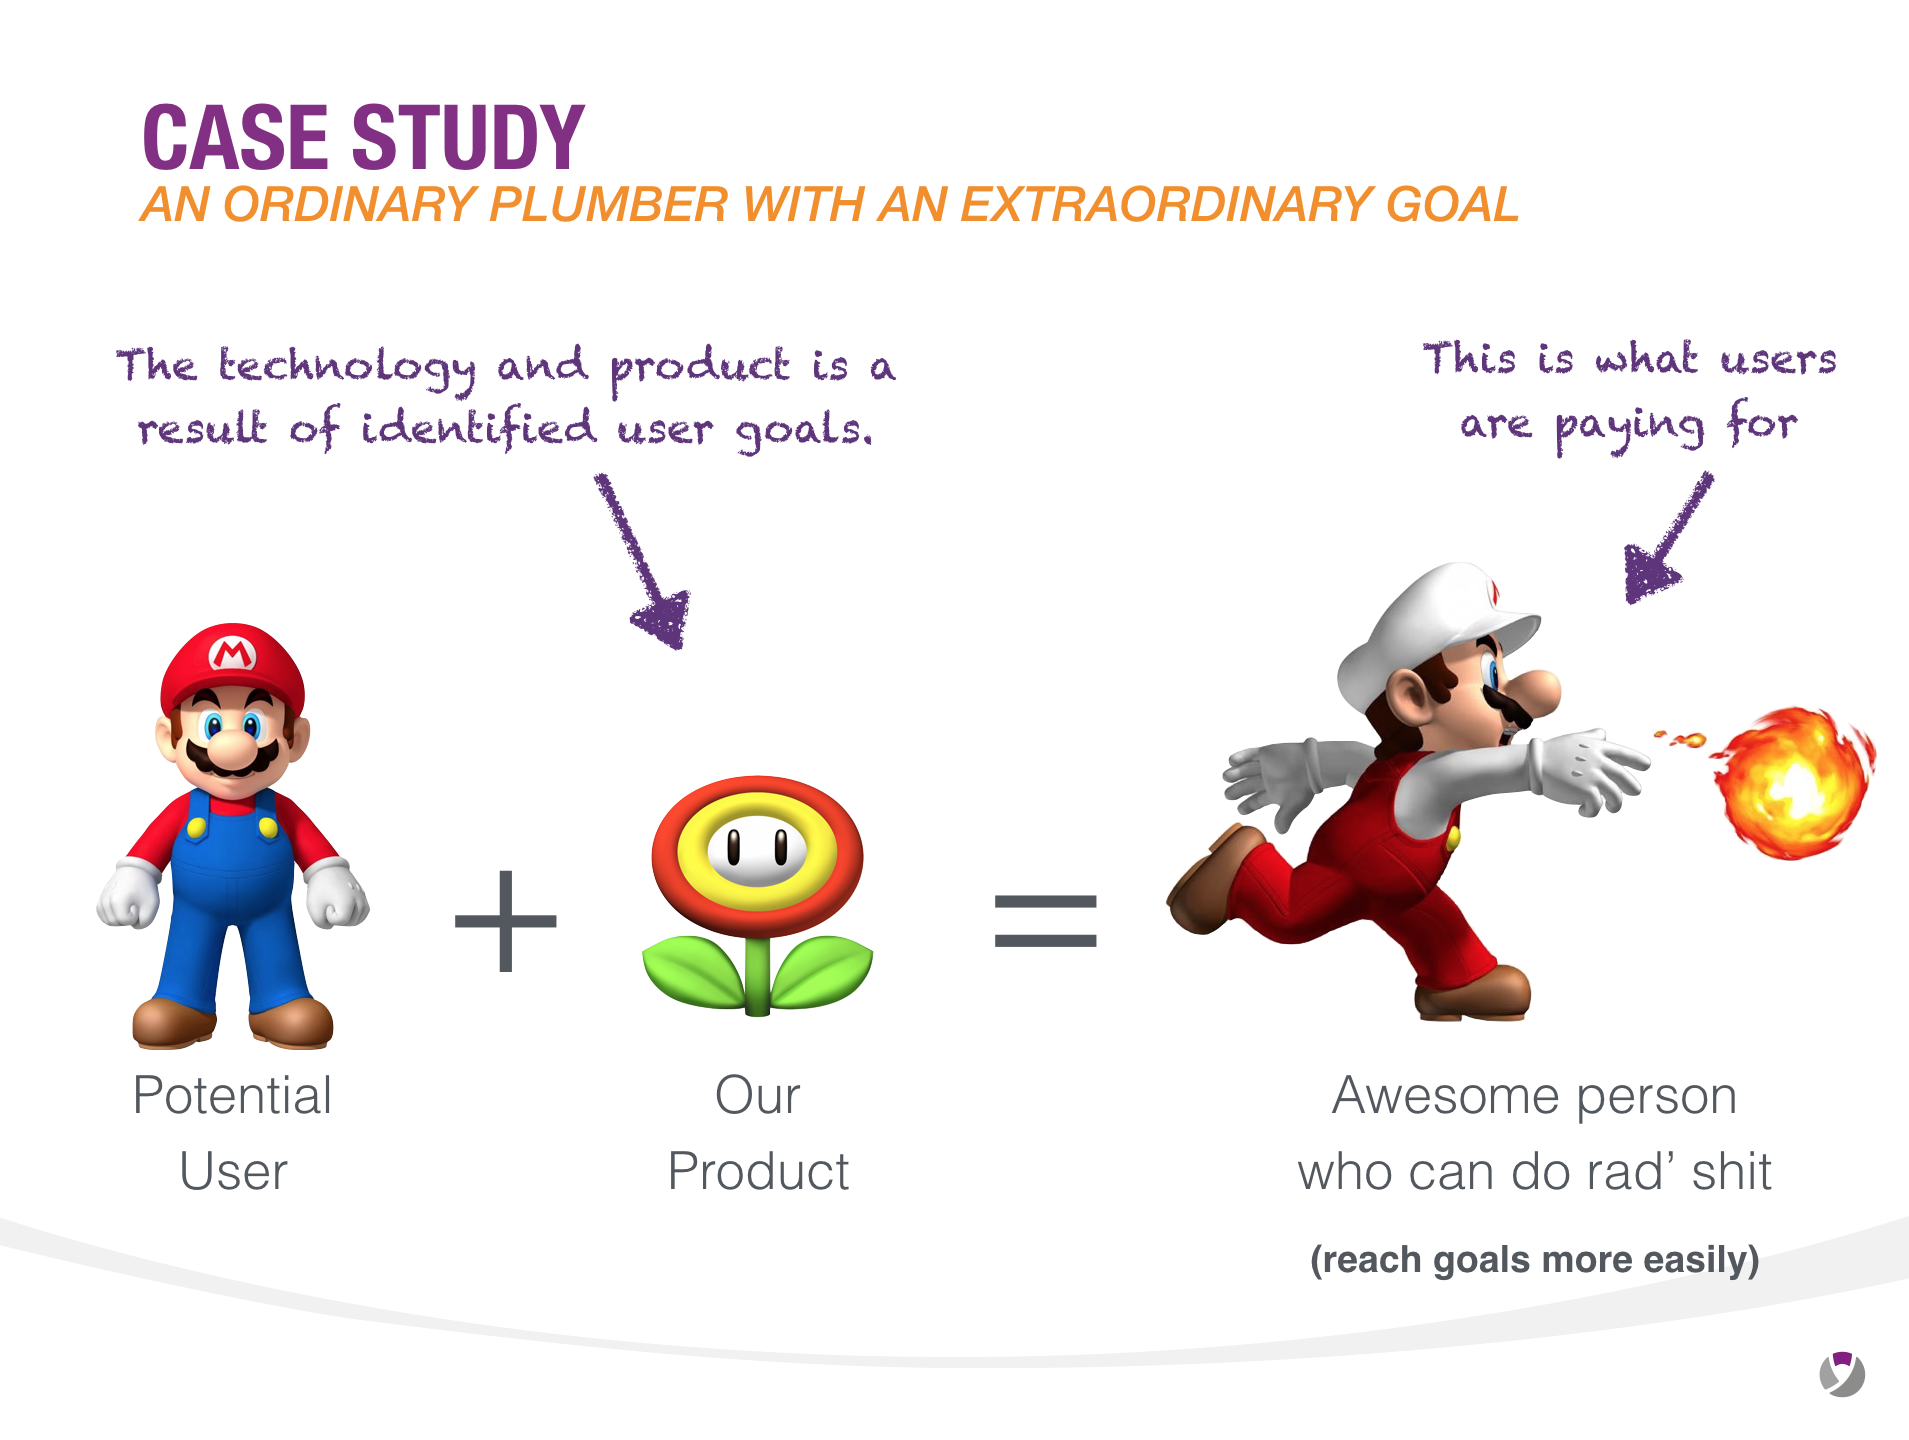 CASE STUDY
AN ORDINARY PLUMBER WITH AN EXTRAORDINARY GOAL
The technology and product is a
result of identified user goals.
This is what users
are paying for
M
Potential
User
+
Our
Product
=
Awesome person
who can do rad’ shit
(reach goals more easily)